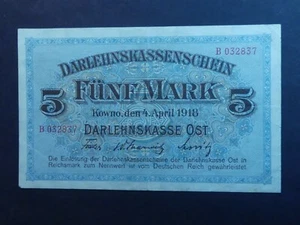 B 032837
DARLEHNSKASSENSCHEIN
5 FÜNF MARK 5
Kowno, den 4. April 1918
B 032837 DARLEHNSKASSE OST
Die Einlösung der Darlehnskassenscheine der Darlehnskasse Ost in
Reichsmark zum Nennwert ist vom Deutschen Reich gewährleistet.